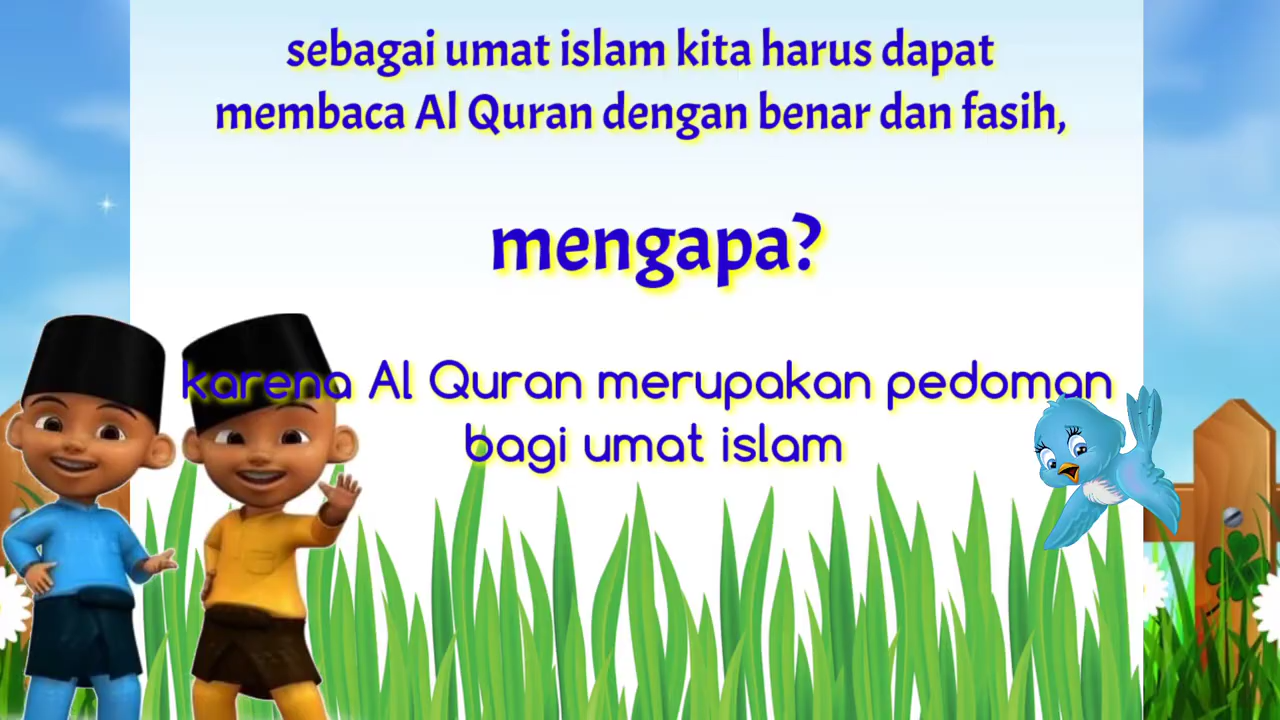 sebagai umat islam kita harus dapat
membaca Al Quran dengan benar dan fasih,
mengapa?
karena Al Quran merupakan pedoman
bagi umat islam